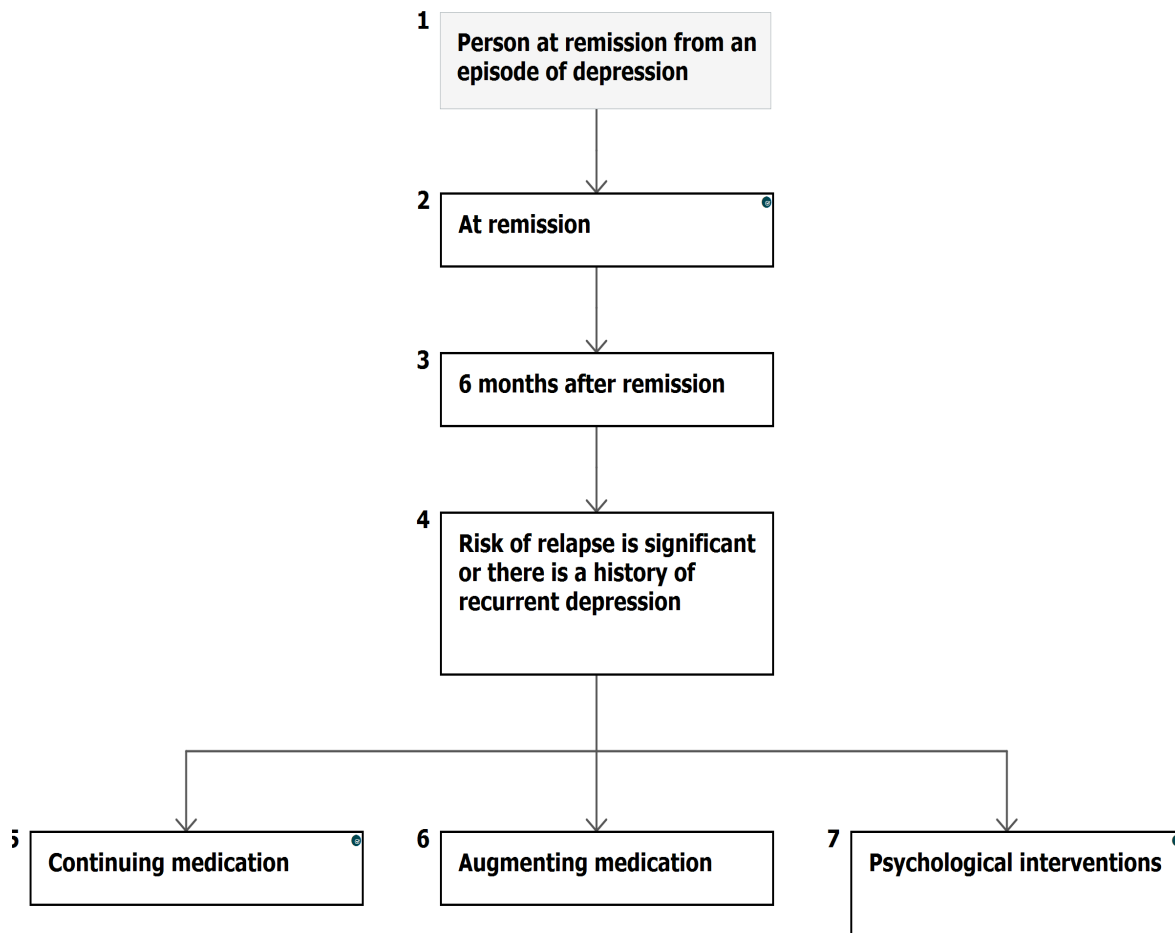 1
Person at remission from an
episode of depression
2
At remission
3
6 months after remission
4
Risk of relapse is significant
or there is a history of
recurrent depression
5
Continuing medication
6
Augmenting medication
7
Psychological interventions